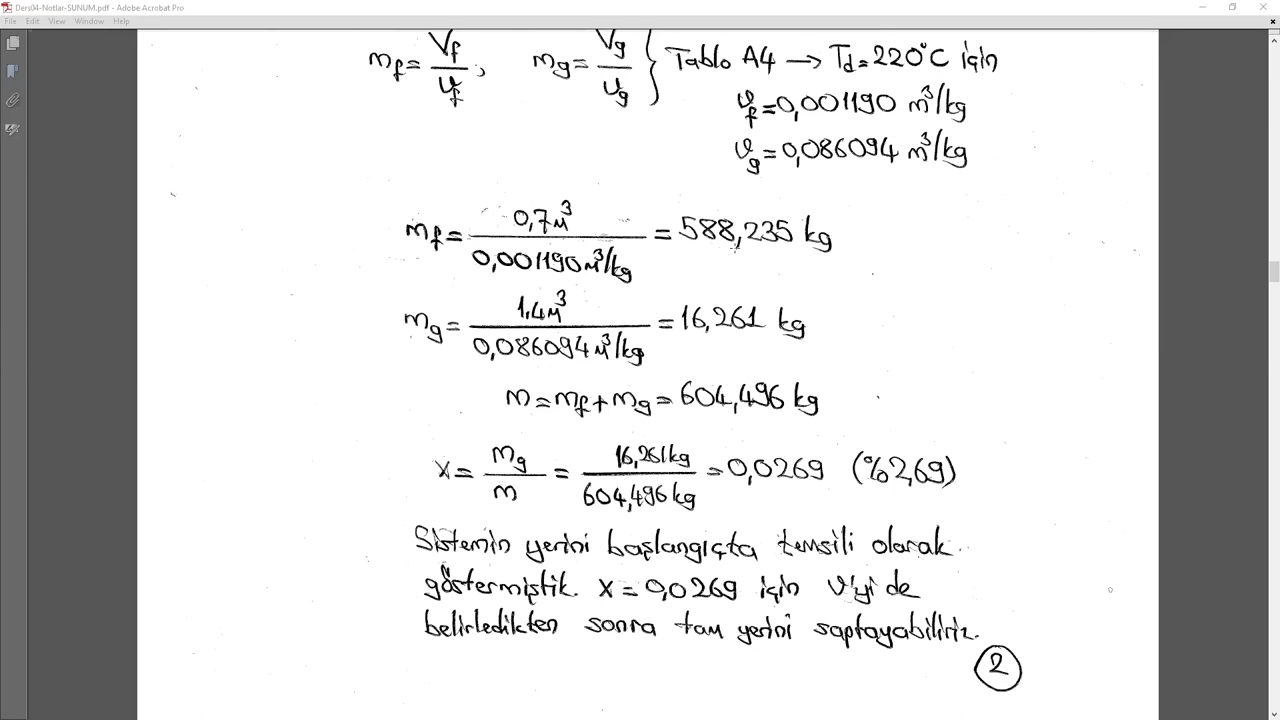 Ders04-Notlar-SUNUM.pdf - Adobe Acrobat Pro
File Edit View Window Help
m_f = V_f / v_f ; m_g = V_g / v_g } Tablo A4 → T_d = 220°C için
v_f = 0,001190 m³/kg
v_g = 0,086094 m³/kg
m_f = 0,7 m³ / 0,001190 m³/kg = 588,235 kg
m_g = 1,4 m³ / 0,086094 m³/kg = 16,261 kg
m = m_f + m_g = 604,496 kg
x = m_g / m = 16,261 kg / 604,496 kg = 0,0269 (%2,69)
Sistemin yerini başlangıçta temsili olarak
göstermiştik. x = 0,0269 için v'yi de
belirledikten sonra tam yerini saptayabiliriz.
2